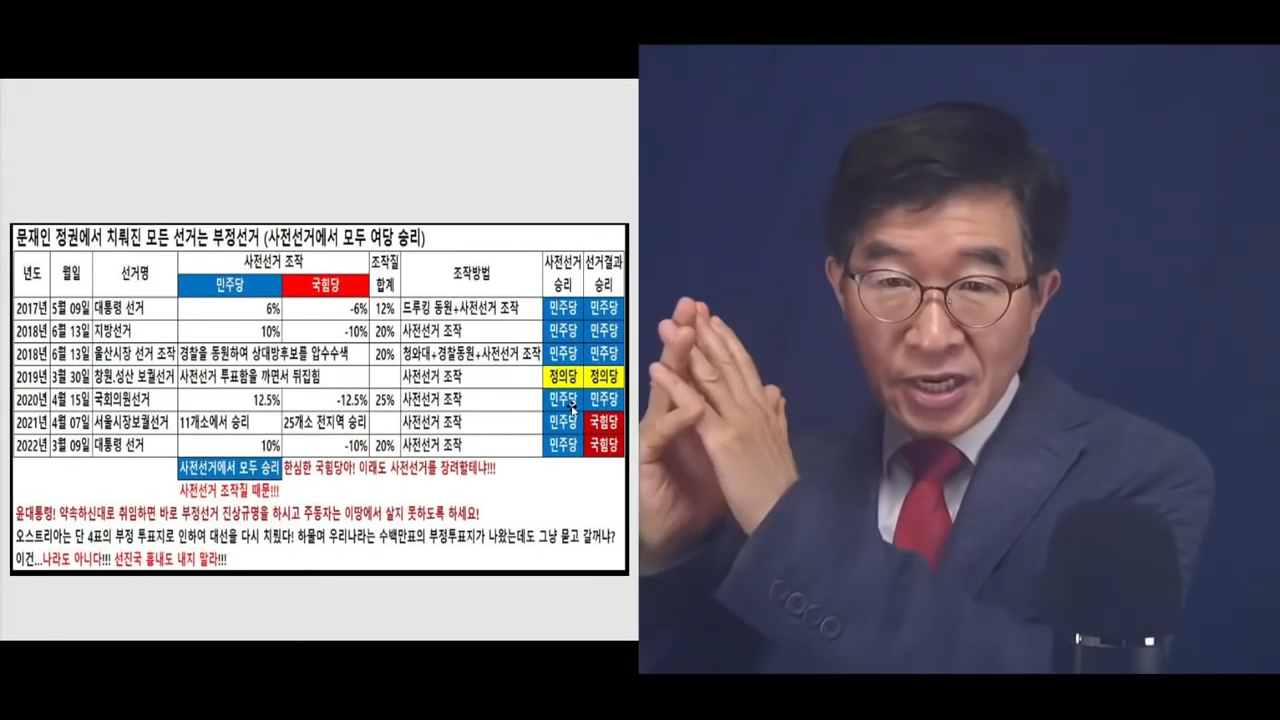 문재인 정권에서 치뤄진 모든 선거는 부정선거 (사전선거에서 모두 여당 승리)
년도 월일 선거명 사전선거 조작 조작질 합계 조작방법 사전선거 승리 선거결과 승리
민주당 국힘당
2017년 5월 09일 대통령 선거 6% -6% 12% 드루킹 동원+사전선거 조작 민주당 민주당
2018년 6월 13일 지방선거 10% -10% 20% 사전선거 조작 민주당 민주당
2018년 6월 13일 울산시장 선거 조작 경찰을 동원하여 상대방후보를 압수수색 20% 청와대+경찰동원+사전선거 조작 민주당 민주당
2019년 3월 30일 창원.성산 보궐선거 사전선거 투표함을 까면서 뒤집힘 사전선거 조작 정의당 정의당
2020년 4월 15일 국회의원선거 12.5% -12.5% 25% 사전선거 조작 민주당 민주당
2021년 4월 07일 서울시장보궐선거 11개소에서 승리 25개소 전지역 승리 사전선거 조작 민주당 국힘당
2022년 3월 09일 대통령 선거 10% -10% 20% 사전선거 조작 민주당 국힘당
사전선거에서 모두 승리 한심한 국힘당아! 이래도 사전선거를 장려할테냐!!!
사전선거 조작질 때문!!!
윤대통령! 약속하신대로 취임하면 바로 부정선거 진상규명을 하시고 주동자는 이땅에서 살지 못하도록 하세요!
오스트리아는 단 4표의 부정 투표지로 인하여 대선을 다시 치뤘다! 하물며 우리나라는 수백만표의 부정투표지가 나왔는데도 그냥 묻고 갈꺼냐?
이건...나라도 아니다!!! 선진국 흉내도 내지 말라!!!